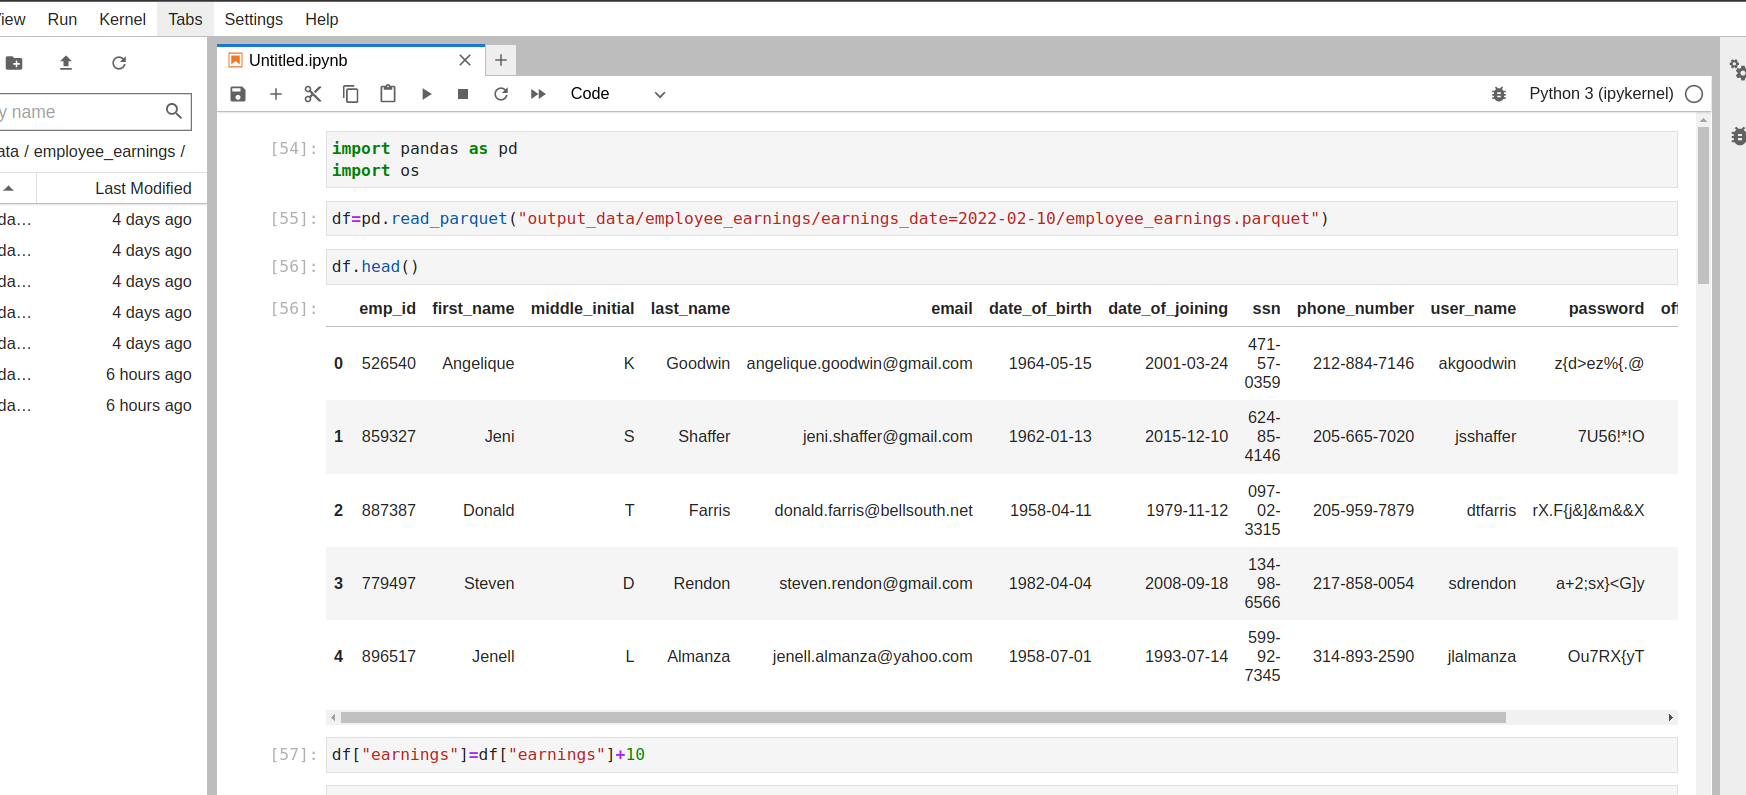 iew Run Kernel Tabs Settings Help
Untitled.ipynb
Code
Python 3 (ipykernel)
y name
ata / employee_earnings /
Last Modified
da… 4 days ago
da… 4 days ago
da… 4 days ago
da… 4 days ago
da… 4 days ago
da… 6 hours ago
da… 6 hours ago
[54]: import pandas as pd
import os
[55]: df=pd.read_parquet("output_data/employee_earnings/earnings_date=2022-02-10/employee_earnings.parquet")
[56]: df.head()
[56]: emp_id first_name middle_initial last_name email date_of_birth date_of_joining ssn phone_number user_name password off
0 526540 Angelique K Goodwin angelique.goodwin@gmail.com 1964-05-15 2001-03-24 471-57-0359 212-884-7146 akgoodwin z{d>ez%{.@
1 859327 Jeni S Shaffer jeni.shaffer@gmail.com 1962-01-13 2015-12-10 624-85-4146 205-665-7020 jsshaffer 7U56!*!O
2 887387 Donald T Farris donald.farris@bellsouth.net 1958-04-11 1979-11-12 097-02-3315 205-959-7879 dtfarris rX.F{j&]&m&&X
3 779497 Steven D Rendon steven.rendon@gmail.com 1982-04-04 2008-09-18 134-98-6566 217-858-0054 sdrendon a+2;sx}<G]y
4 896517 Jenell L Almanza jenell.almanza@yahoo.com 1958-07-01 1993-07-14 599-92-7345 314-893-2590 jlalmanza Ou7RX{yT
[57]: df["earnings"]=df["earnings"]+10